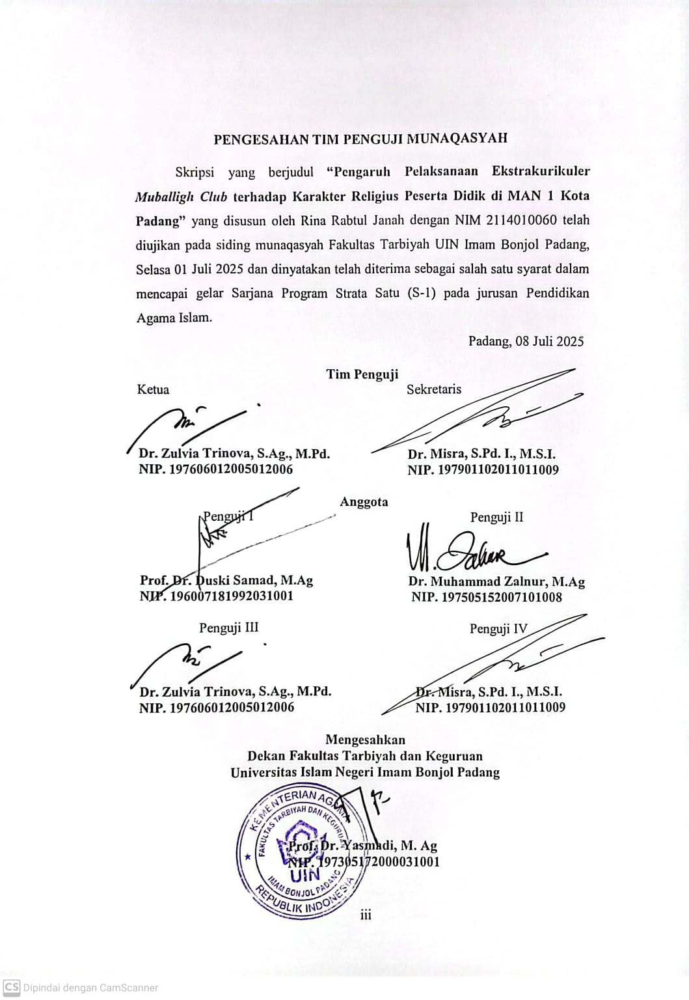 PENGESAHAN TIM PENGUJI MUNAQASYAH
Skripsi yang berjudul “Pengaruh Pelaksanaan Ekstrakurikuler
Muballigh Club terhadap Karakter Religius Peserta Didik di MAN 1 Kota
Padang” yang disusun oleh Rina Rabtul Janah dengan NIM 2114010060 telah
diujikan pada siding munaqasyah Fakultas Tarbiyah UIN Imam Bonjol Padang,
Selasa 01 Juli 2025 dan dinyatakan telah diterima sebagai salah satu syarat dalam
mencapai gelar Sarjana Program Strata Satu (S-1) pada jurusan Pendidikan
Agama Islam.
Padang, 08 Juli 2025
Tim Penguji
Ketua
Sekretaris
Dr. Zulvia Trinova, S.Ag., M.Pd.
NIP. 197606012005012006
Dr. Misra, S.Pd. I., M.S.I.
NIP. 197901102011011009
Anggota
Penguji I
Penguji II
M. Zalnur
Prof. Dr. Duski Samad, M.Ag
NIP. 196007181992031001
Dr. Muhammad Zalnur, M.Ag
NIP. 197505152007101008
Penguji III
Penguji IV
Dr. Zulvia Trinova, S.Ag., M.Pd.
NIP. 197606012005012006
Dr. Misra, S.Pd. I., M.S.I.
NIP. 197901102011011009
Mengesahkan
Dekan Fakultas Tarbiyah dan Keguruan
Universitas Islam Negeri Imam Bonjol Padang
KEMENTERIAN AGAMA
FAKULTAS TARBIYAH DAN KEGURUAN
Prof. Dr. Yasmadi, M. Ag
NIP. 197305172000031001
UIN
IMAM BONJOL PADANG
REPUBLIK INDONESIA
iii
CS Dipindai dengan CamScanner